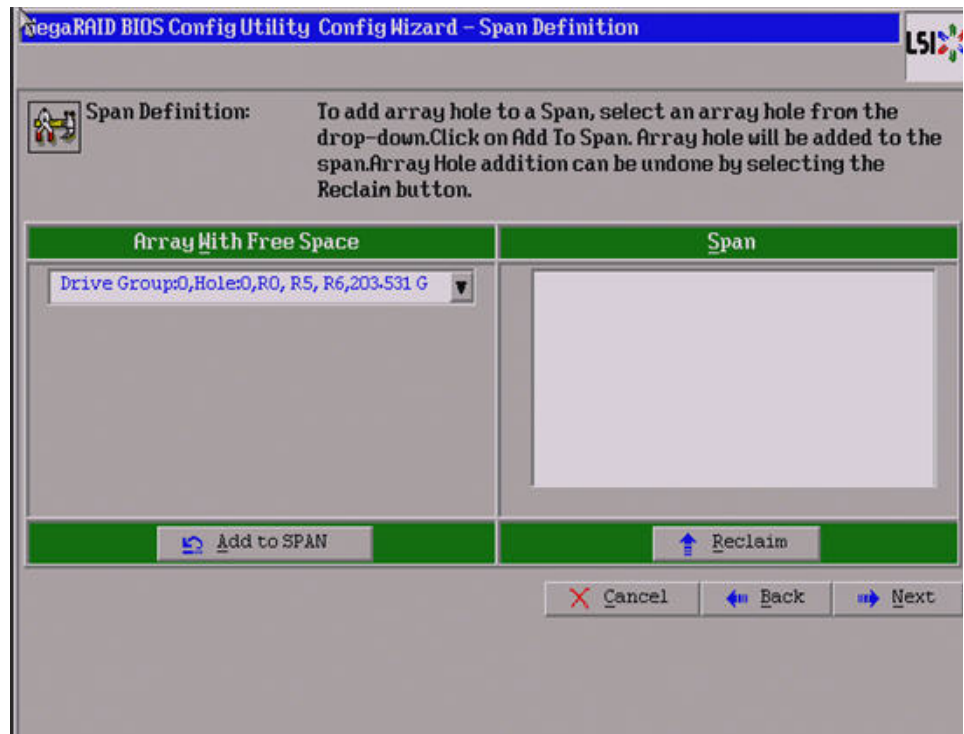 MegaRAID BIOS Config Utility Config Wizard – Span Definition
LSI
Span Definition:
To add array hole to a Span, select an array hole from the
drop-down.Click on Add To Span. Array hole will be added to the
span.Array Hole addition can be undone by selecting the
Reclaim button.
Array With Free Space
Span
Drive Group:0,Hole:0,R0, R5, R6,203.531 G
Add to SPAN
Reclaim
Cancel
Back
Next